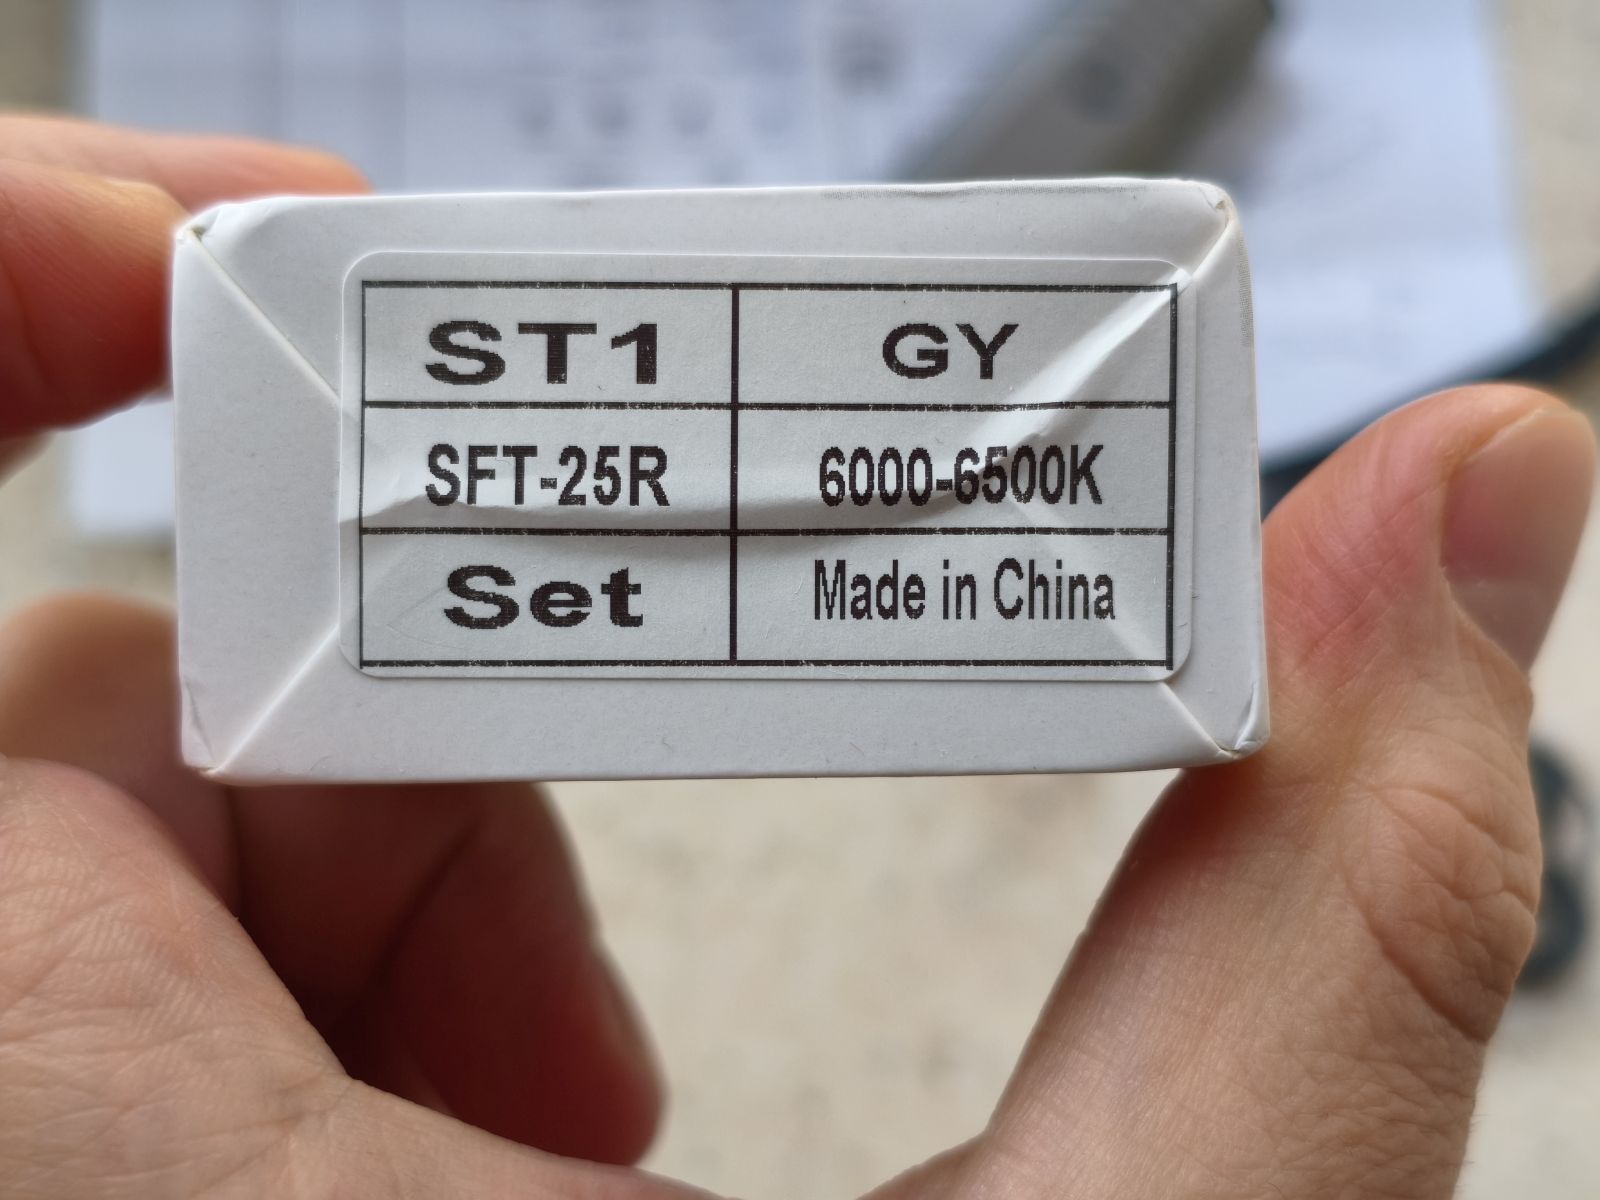 ST1 GY
SFT-25R 6000-6500K
Set Made in China